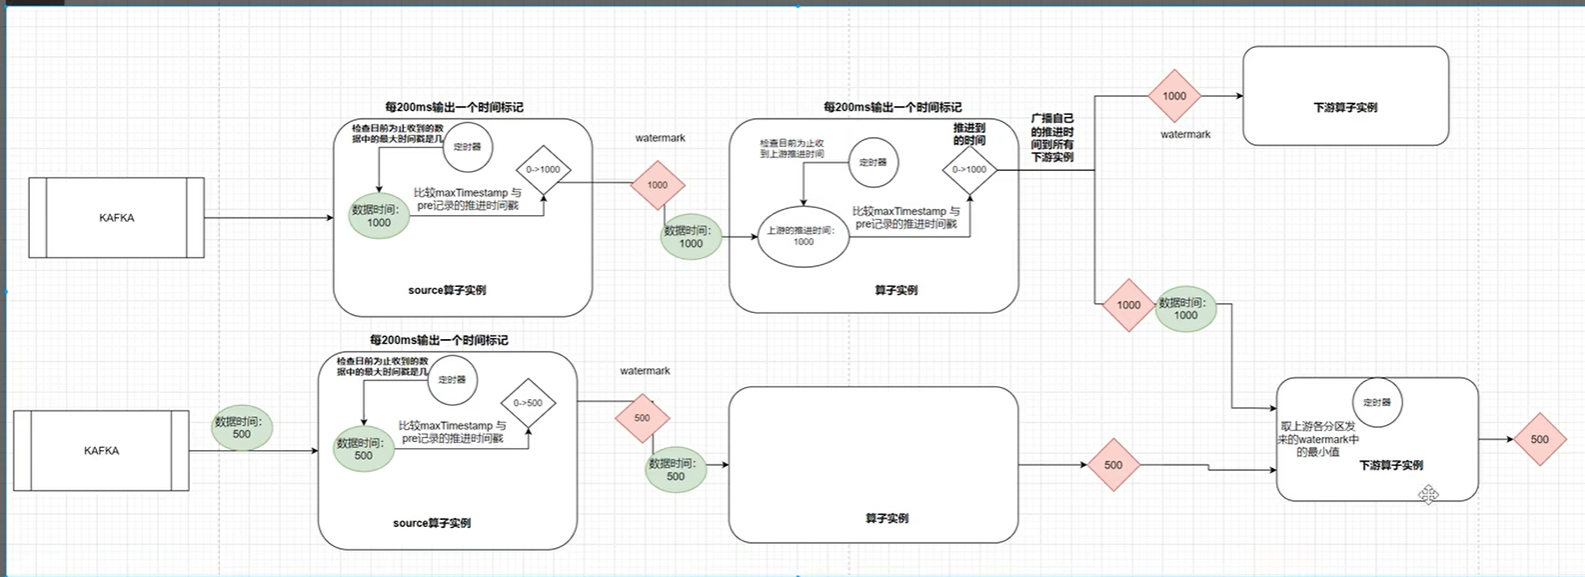 每200ms输出一个时间标记
检查目前为止收到的数
据中的最大时间戳是几
定时器
0->1000
比较maxTimestamp 与
pre记录的推进时间戳
数据时间：
1000
source算子实例
KAFKA
watermark
1000
数据时间：
1000
每200ms输出一个时间标记
检查目前为止收
到上游推进时间
定时器
推进到
的时间
0->1000
比较maxTimestamp 与
pre记录的推进时间戳
上游的推进时间：
1000
算子实例
广播自己
的推进时
间到所有
下游实例
1000
watermark
下游算子实例
1000
数据时间：
1000
每200ms输出一个时间标记
检查目前为止收到的数
据中的最大时间戳是几
定时器
0->500
比较maxTimestamp 与
pre记录的推进时间戳
数据时间：
500
source算子实例
KAFKA
数据时间：
500
watermark
500
数据时间：
500
算子实例
500
定时器
取上游各分区发
来的watermark中
的最小值
下游算子实例
500